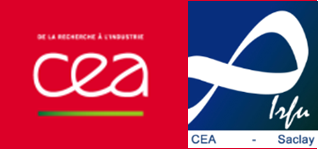 DE LA RECHERCHE À L'INDUSTRIE
cea
Irfu
CEA - Saclay